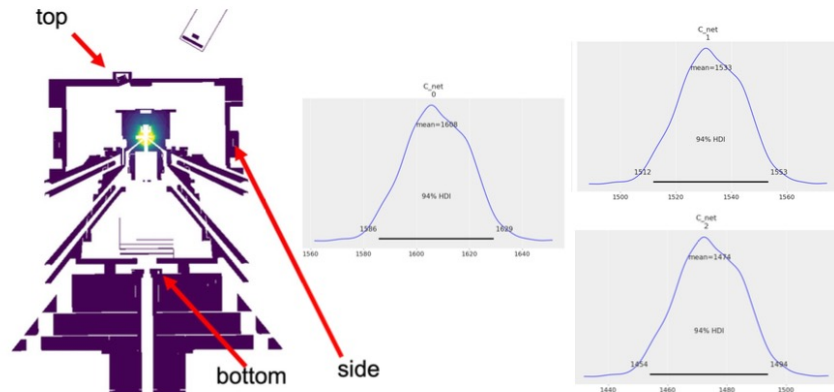 top
side
bottom
C_net
0
mean=1608
94% HDI
1586
1629
1560
1580
1600
1620
1640
C_net
1
mean=1533
94% HDI
1512
1553
1500
1520
1540
1560
C_net
2
mean=1474
94% HDI
1454
1494
1440
1460
1480
1500